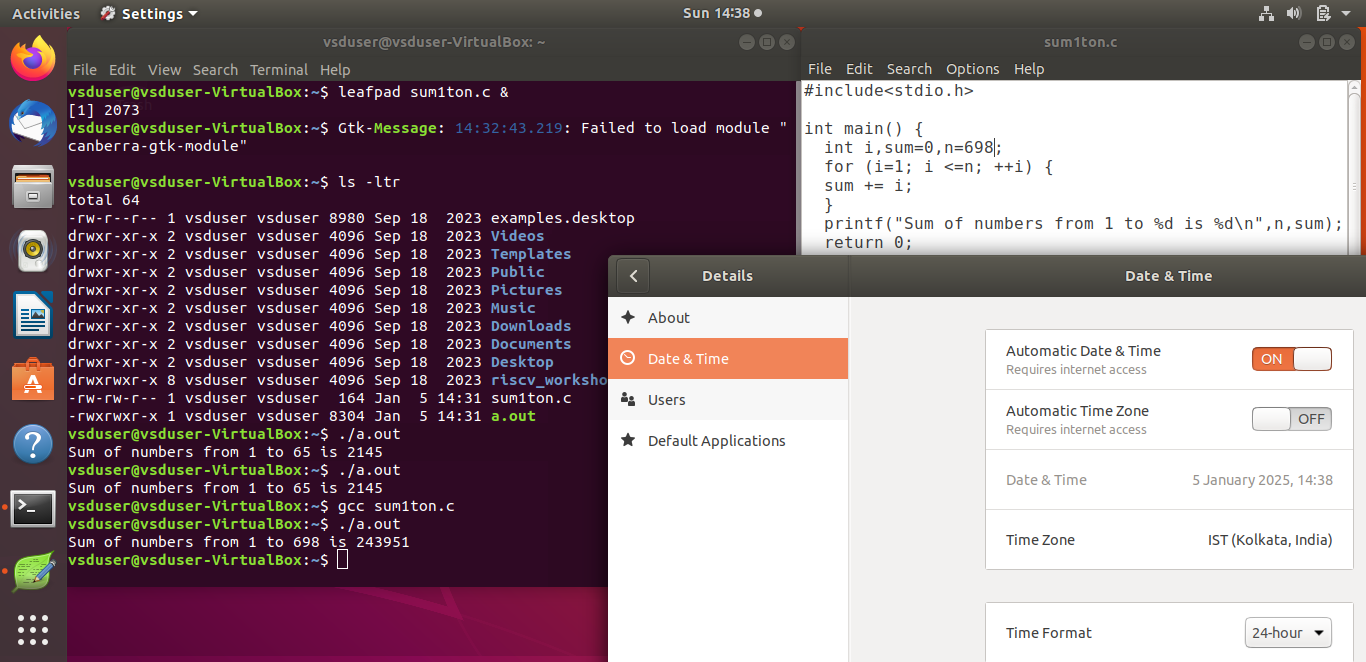 Activities Settings Sun 14:38
vsduser@vsduser-VirtualBox: ~
File Edit View Search Terminal Help
vsduser@vsduser-VirtualBox:~$ leafpad sum1ton.c &
[1] 2073
vsduser@vsduser-VirtualBox:~$ Gtk-Message: 14:32:43.219: Failed to load module "
canberra-gtk-module"
vsduser@vsduser-VirtualBox:~$ ls -ltr
total 64
-rw-r--r-- 1 vsduser vsduser 8980 Sep 18  2023 examples.desktop
drwxr-xr-x 2 vsduser vsduser 4096 Sep 18  2023 Videos
drwxr-xr-x 2 vsduser vsduser 4096 Sep 18  2023 Templates
drwxr-xr-x 2 vsduser vsduser 4096 Sep 18  2023 Public
drwxr-xr-x 2 vsduser vsduser 4096 Sep 18  2023 Pictures
drwxr-xr-x 2 vsduser vsduser 4096 Sep 18  2023 Music
drwxr-xr-x 2 vsduser vsduser 4096 Sep 18  2023 Downloads
drwxr-xr-x 2 vsduser vsduser 4096 Sep 18  2023 Documents
drwxr-xr-x 2 vsduser vsduser 4096 Sep 18  2023 Desktop
drwxrwxr-x 8 vsduser vsduser 4096 Sep 18  2023 riscv_worksho
-rw-rw-r-- 1 vsduser vsduser  164 Jan  5 14:31 sum1ton.c
-rwxrwxr-x 1 vsduser vsduser 8304 Jan  5 14:31 a.out
vsduser@vsduser-VirtualBox:~$ ./a.out
Sum of numbers from 1 to 65 is 2145
vsduser@vsduser-VirtualBox:~$ ./a.out
Sum of numbers from 1 to 65 is 2145
vsduser@vsduser-VirtualBox:~$ gcc sum1ton.c
vsduser@vsduser-VirtualBox:~$ ./a.out
Sum of numbers from 1 to 698 is 243951
vsduser@vsduser-VirtualBox:~$
sum1ton.c
File Edit Search Options Help
#include<stdio.h>
int main() {
int i,sum=0,n=698;
for (i=1; i <=n; ++i) {
sum += i;
}
printf("Sum of numbers from 1 to %d is %d\n",n,sum);
return 0;
Details
About
Date & Time
Users
Default Applications
Date & Time
Automatic Date & Time ON
Requires internet access
Automatic Time Zone OFF
Requires internet access
Date & Time 5 January 2025, 14:38
Time Zone IST (Kolkata, India)
Time Format 24-hour